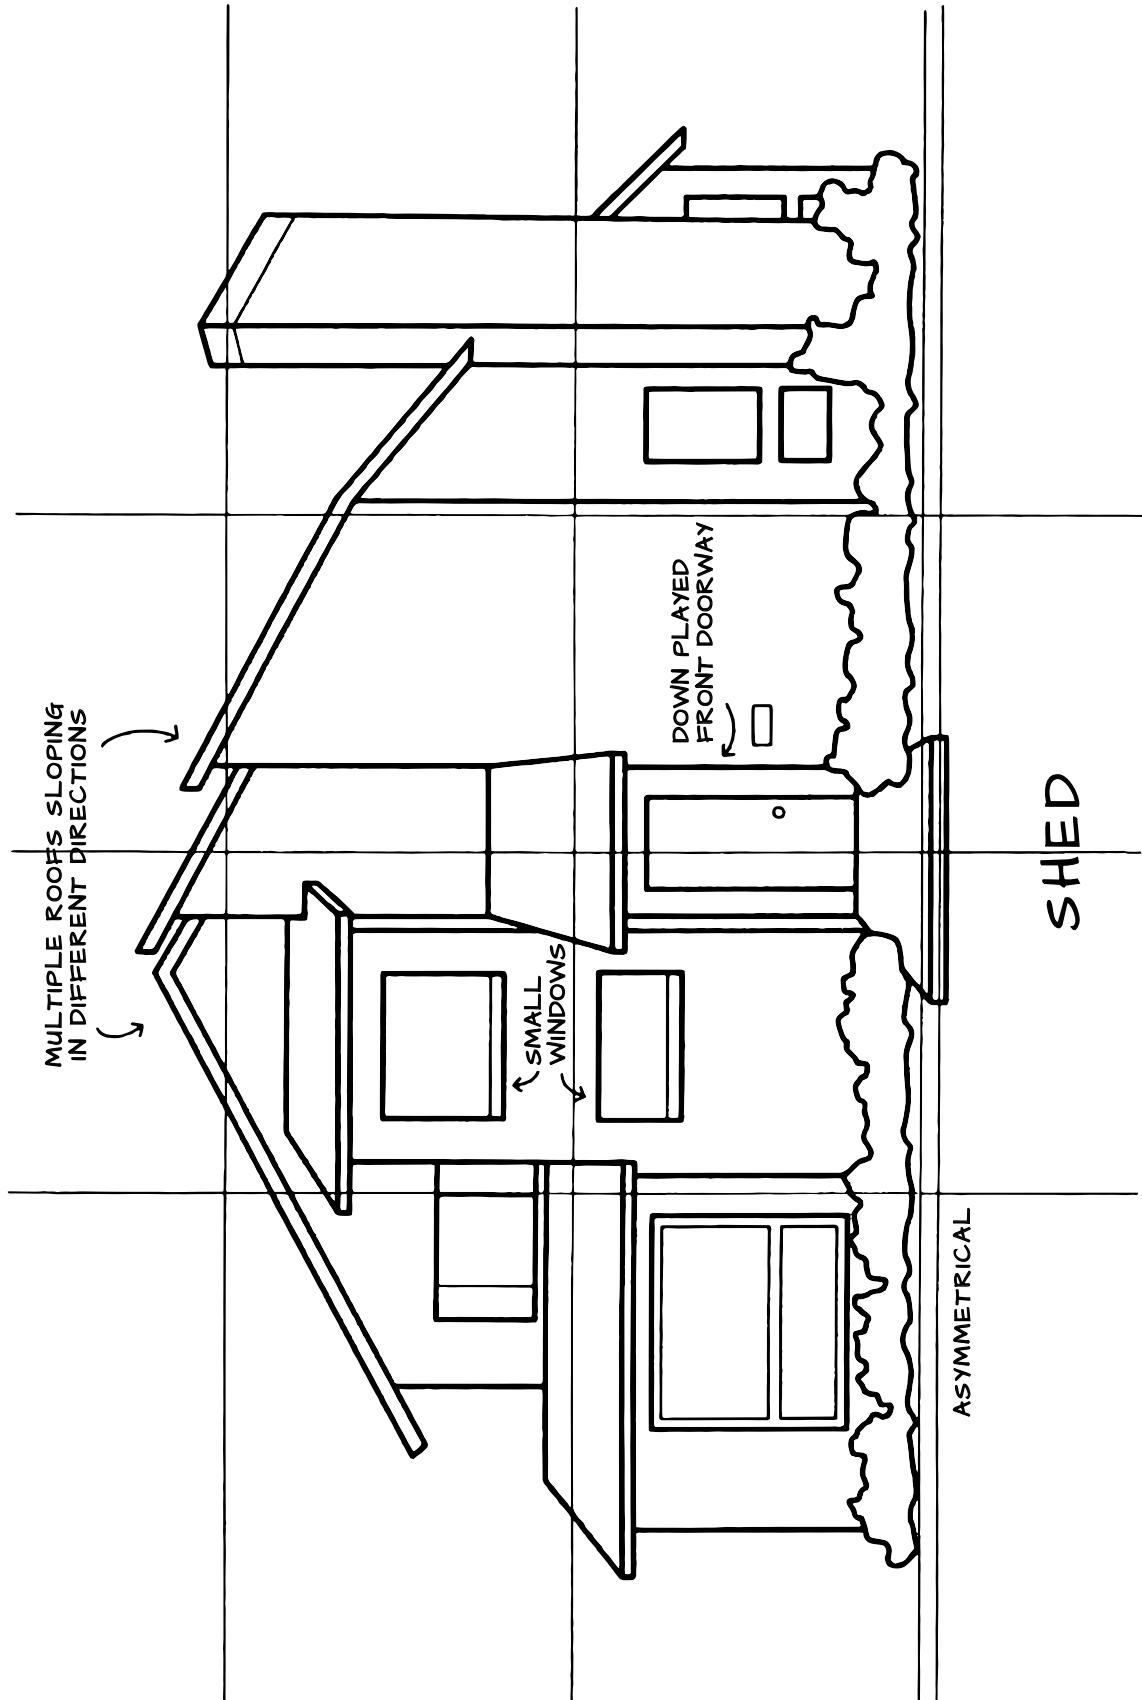 MULTIPLE ROOFS SLOPING
IN DIFFERENT DIRECTIONS
SMALL
WINDOWS
DOWN PLAYED
FRONT DOORWAY
ASYMMETRICAL
SHED